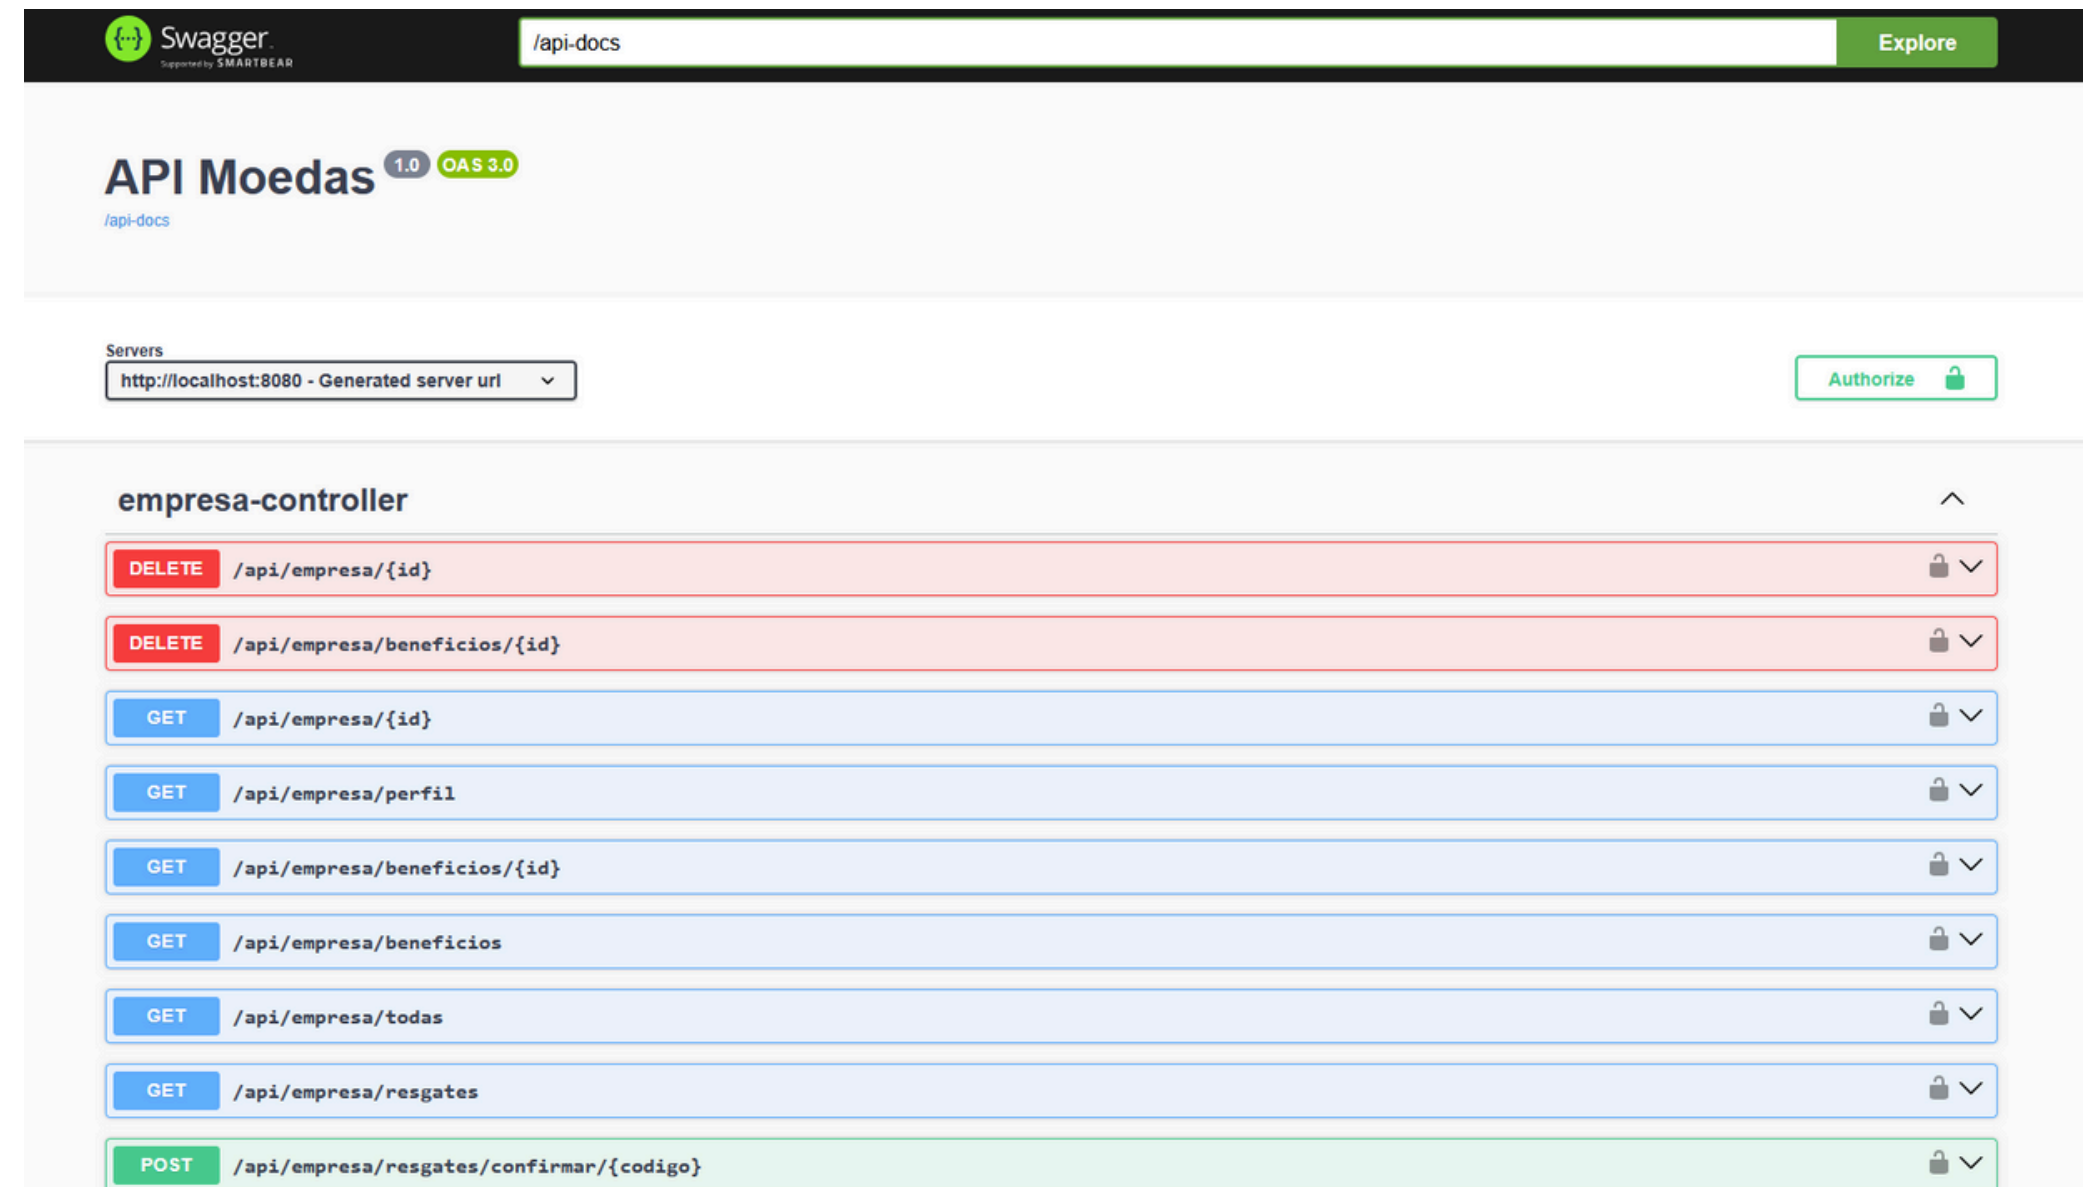 Swagger.
Supported by SMARTBEAR
/api-docs
Explore
API Moedas 1.0 OAS 3.0
/api-docs
Servers
http://localhost:8080 - Generated server url
Authorize
empresa-controller
DELETE /api/empresa/{id}
DELETE /api/empresa/beneficios/{id}
GET /api/empresa/{id}
GET /api/empresa/perfil
GET /api/empresa/beneficios/{id}
GET /api/empresa/beneficios
GET /api/empresa/todas
GET /api/empresa/resgates
POST /api/empresa/resgates/confirmar/{codigo}